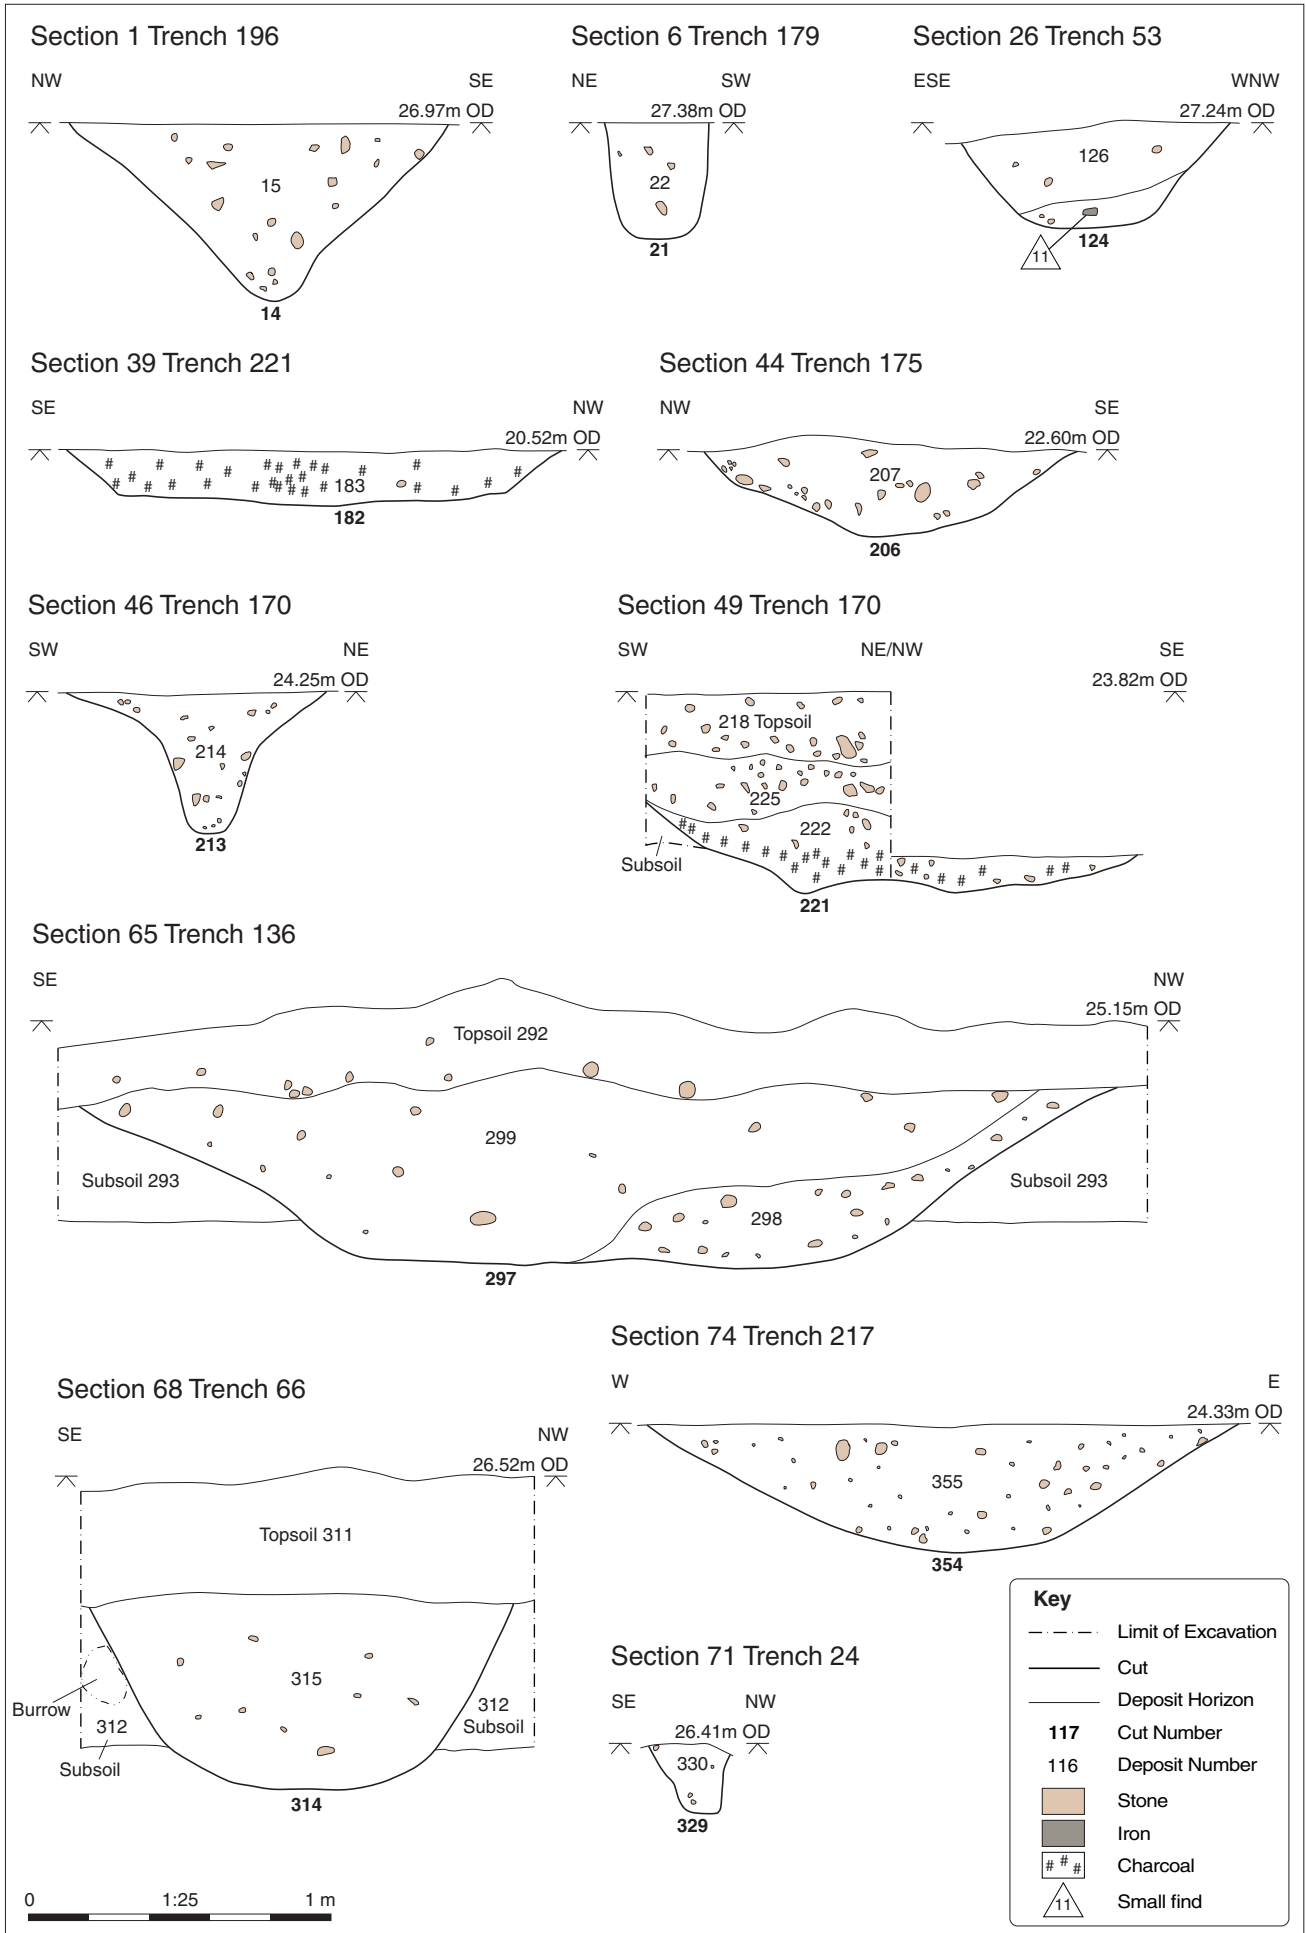 Section 1 Trench 196
NW
SE
26.97m OD
15
14
Section 6 Trench 179
NE
SW
27.38m OD
22
21
Section 26 Trench 53
ESE
WNW
27.24m OD
126
11
124
Section 39 Trench 221
SE
NW
20.52m OD
183
182
Section 44 Trench 175
NW
SE
22.60m OD
207
206
Section 46 Trench 170
SW
NE
24.25m OD
214
213
Section 49 Trench 170
SW
NE/NW
SE
23.82m OD
218 Topsoil
225
222
Subsoil
221
Section 65 Trench 136
SE
NW
25.15m OD
Topsoil 292
299
Subsoil 293
Subsoil 293
298
297
Section 68 Trench 66
SE
NW
26.52m OD
Topsoil 311
315
Burrow
312
Subsoil
312
Subsoil
314
Section 74 Trench 217
W
E
24.33m OD
355
354
Section 71 Trench 24
SE
NW
26.41m OD
330
329
Key
Limit of Excavation
Cut
Deposit Horizon
117 Cut Number
116 Deposit Number
Stone
Iron
# # # Charcoal
11 Small find
0 1:25 1 m